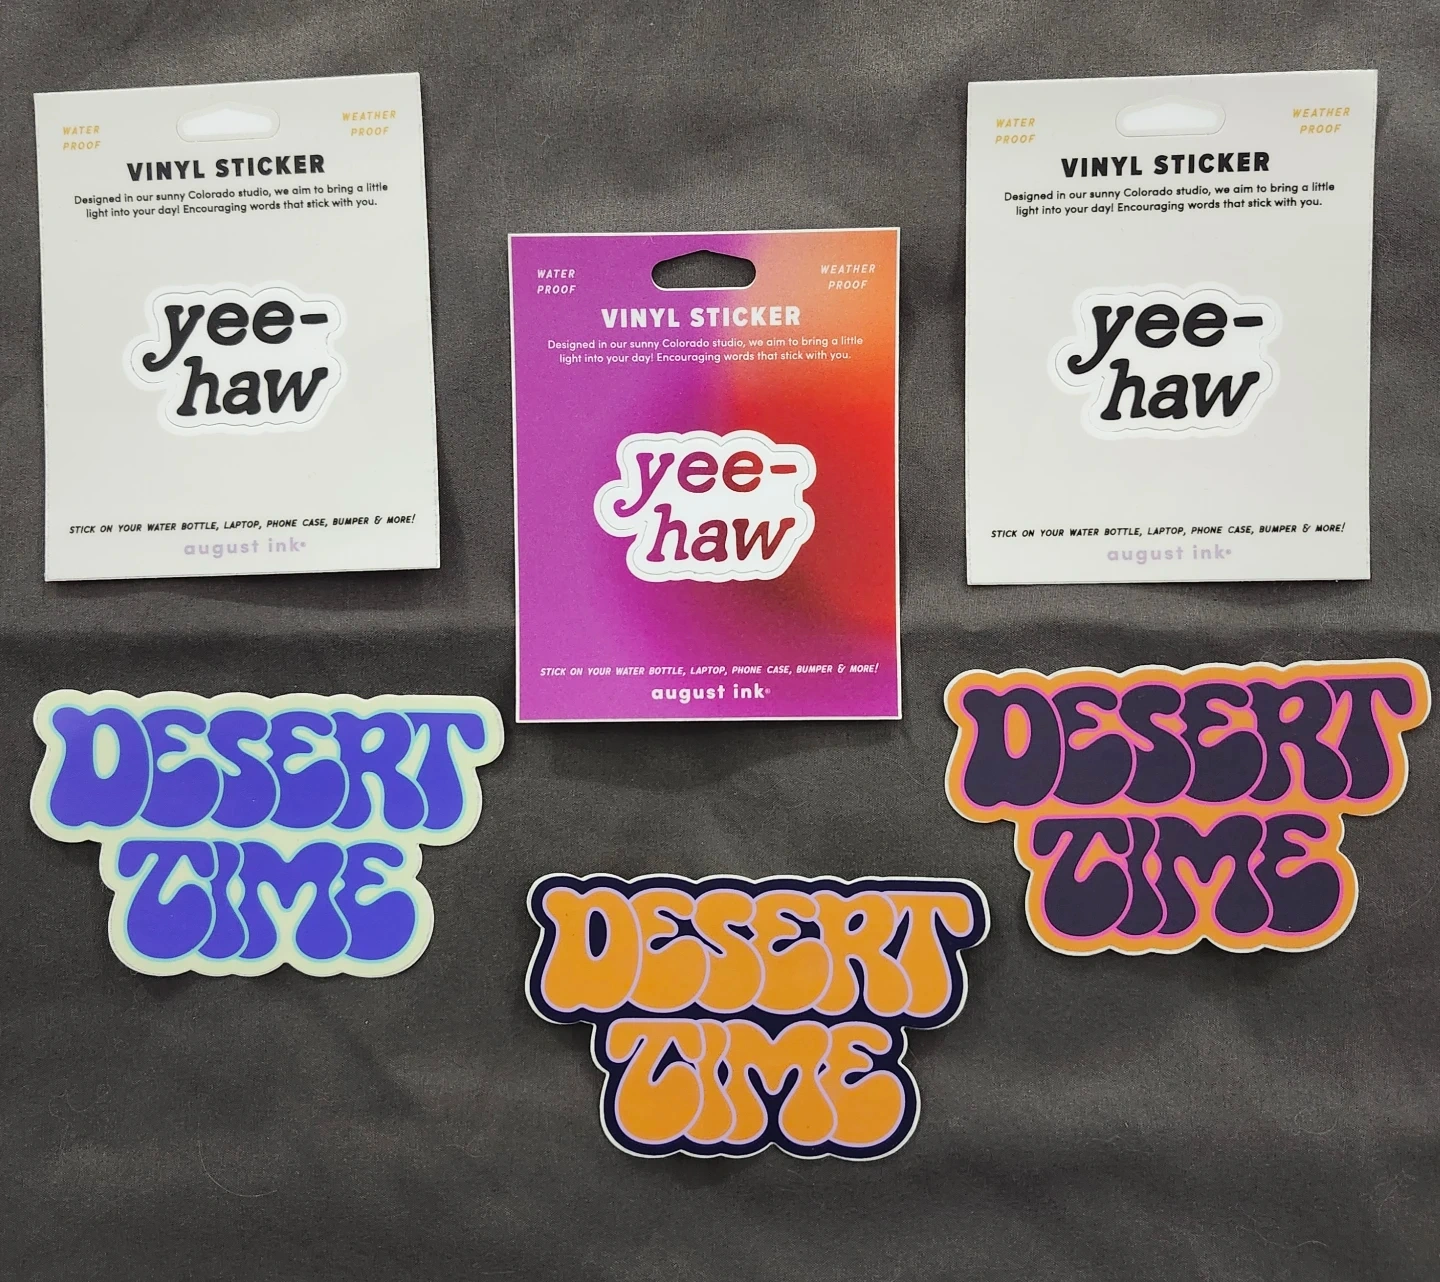 WATER
PROOF
WEATHER
PROOF
VINYL STICKER
Designed in our sunny Colorado studio, we aim to bring a little
light into your day! Encouraging words that stick with you.
yee-
haw
STICK ON YOUR WATER BOTTLE, LAPTOP, PHONE CASE, BUMPER & MORE!
august ink
WATER
PROOF
WEATHER
PROOF
VINYL STICKER
Designed in our sunny Colorado studio, we aim to bring a little
light into your day! Encouraging words that stick with you.
yee-
haw
STICK ON YOUR WATER BOTTLE, LAPTOP, PHONE CASE, BUMPER & MORE!
august ink
WATER
PROOF
WEATHER
PROOF
VINYL STICKER
Designed in our sunny Colorado studio, we aim to bring a little
light into your day! Encouraging words that stick with you.
yee-
haw
STICK ON YOUR WATER BOTTLE, LAPTOP, PHONE CASE, BUMPER & MORE!
august ink
DESERT
TIME
DESERT
TIME
DESERT
TIME